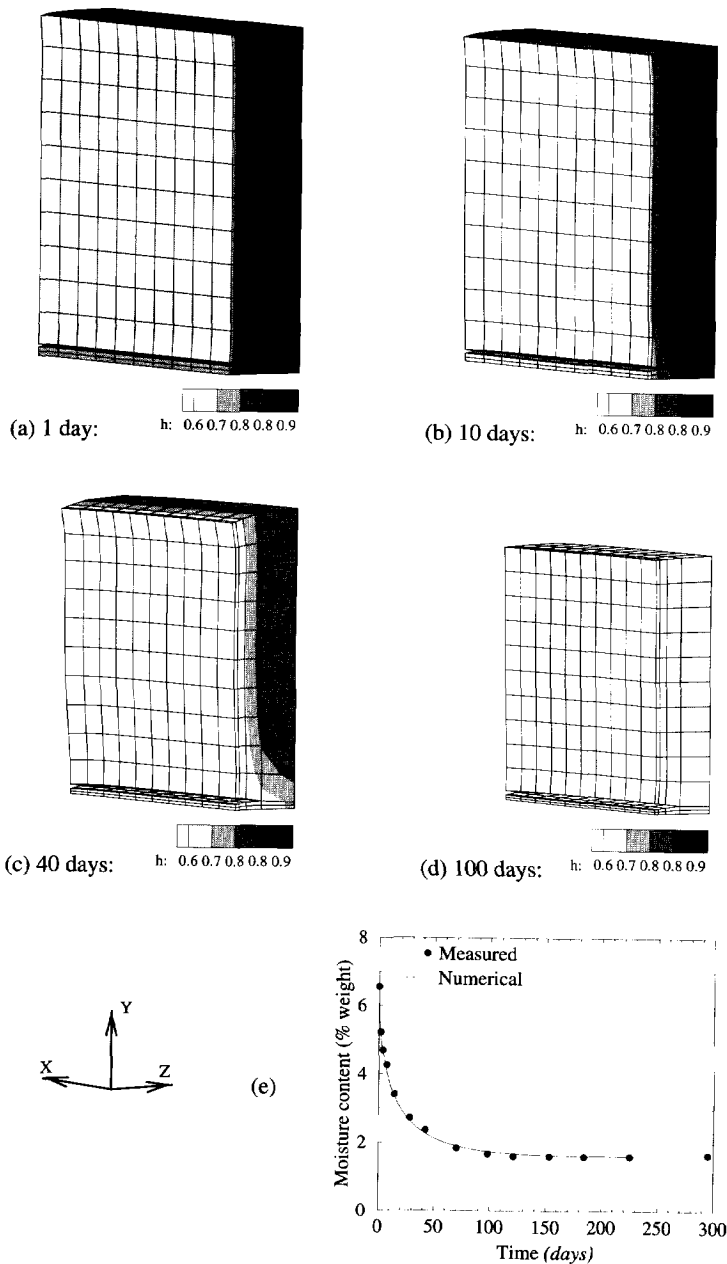 h: 0.6 0.7 0.8 0.8 0.9
(a) 1 day:
h: 0.6 0.7 0.8 0.8 0.9
(b) 10 days:
h: 0.6 0.7 0.8 0.8 0.9
(c) 40 days:
h: 0.6 0.7 0.8 0.8 0.9
(d) 100 days:
Y
X
Z
(e)
8
6
4
2
0
Moisture content (% weight)
Measured
Numerical
0 50 100 150 200 250 300
Time (days)